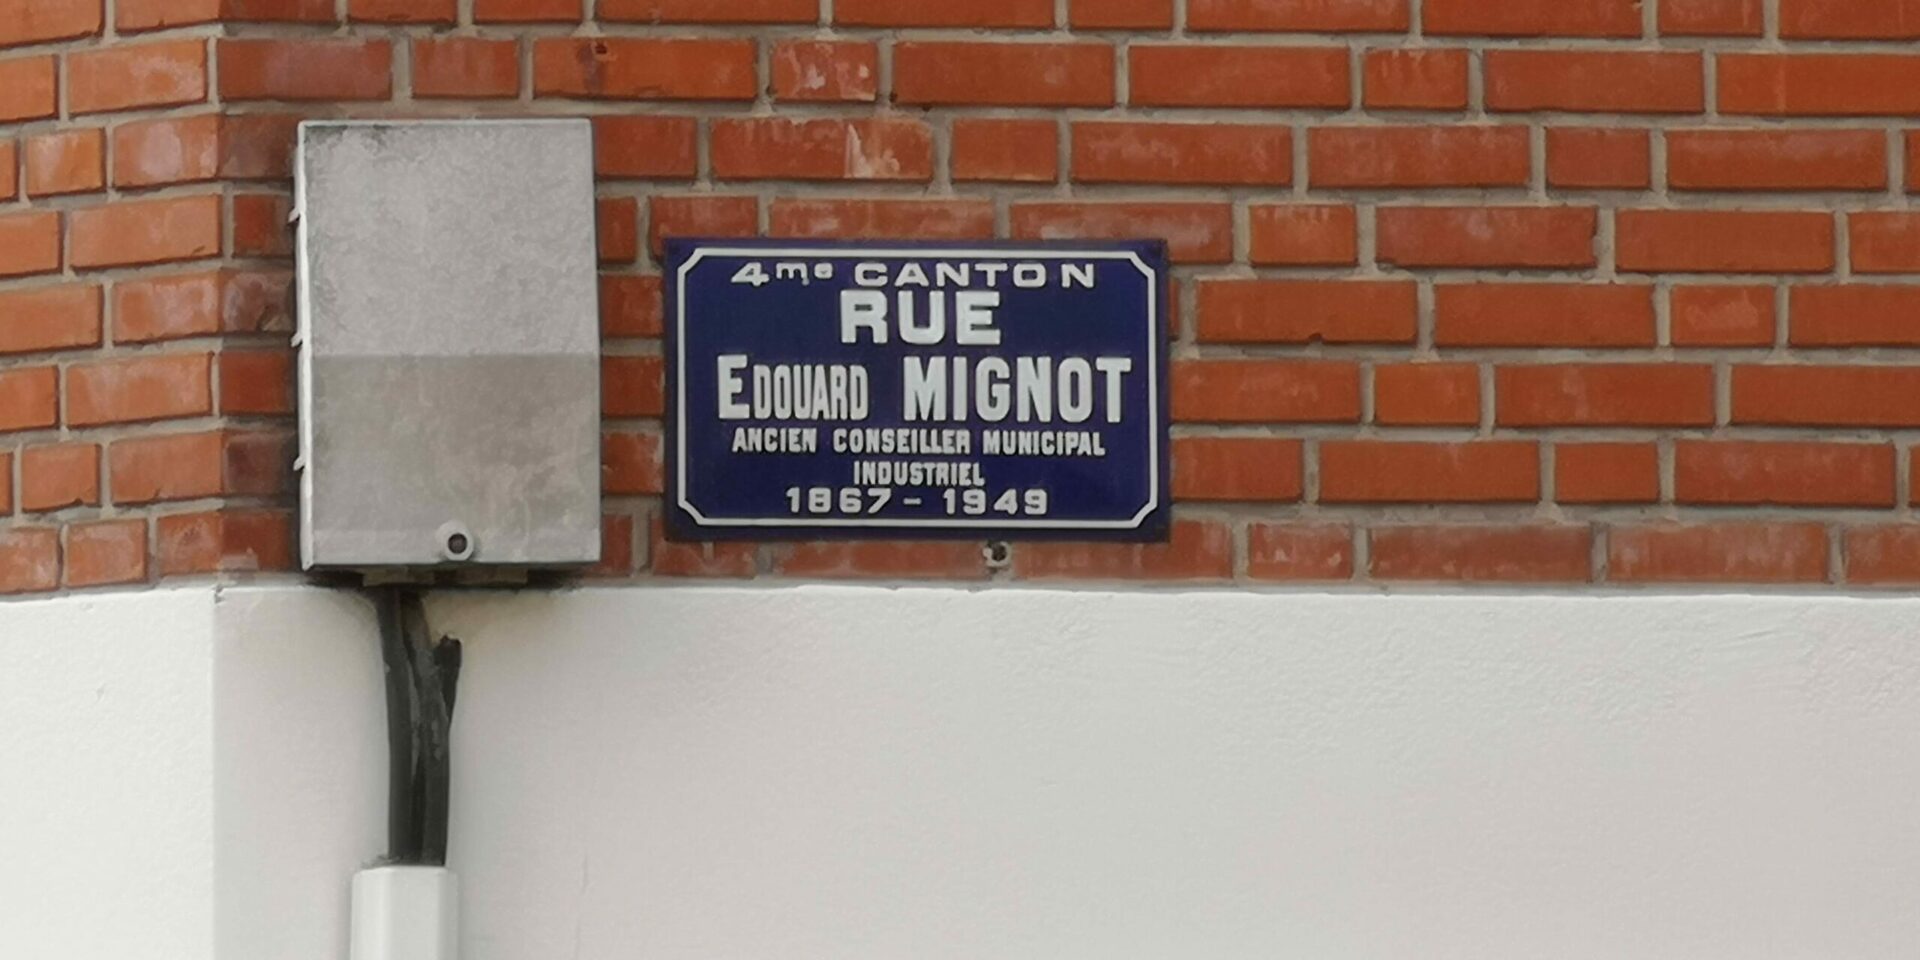 4me CANTON
RUE
EDOUARD MIGNOT
ANCIEN CONSEILLER MUNICIPAL
INDUSTRIEL
1867 - 1949